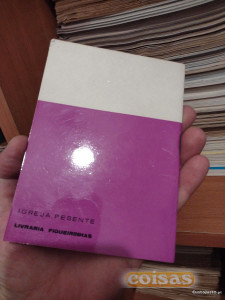 IGREJA PRESENTE
LIVRARIA FIGUEIRINHAS
coisas